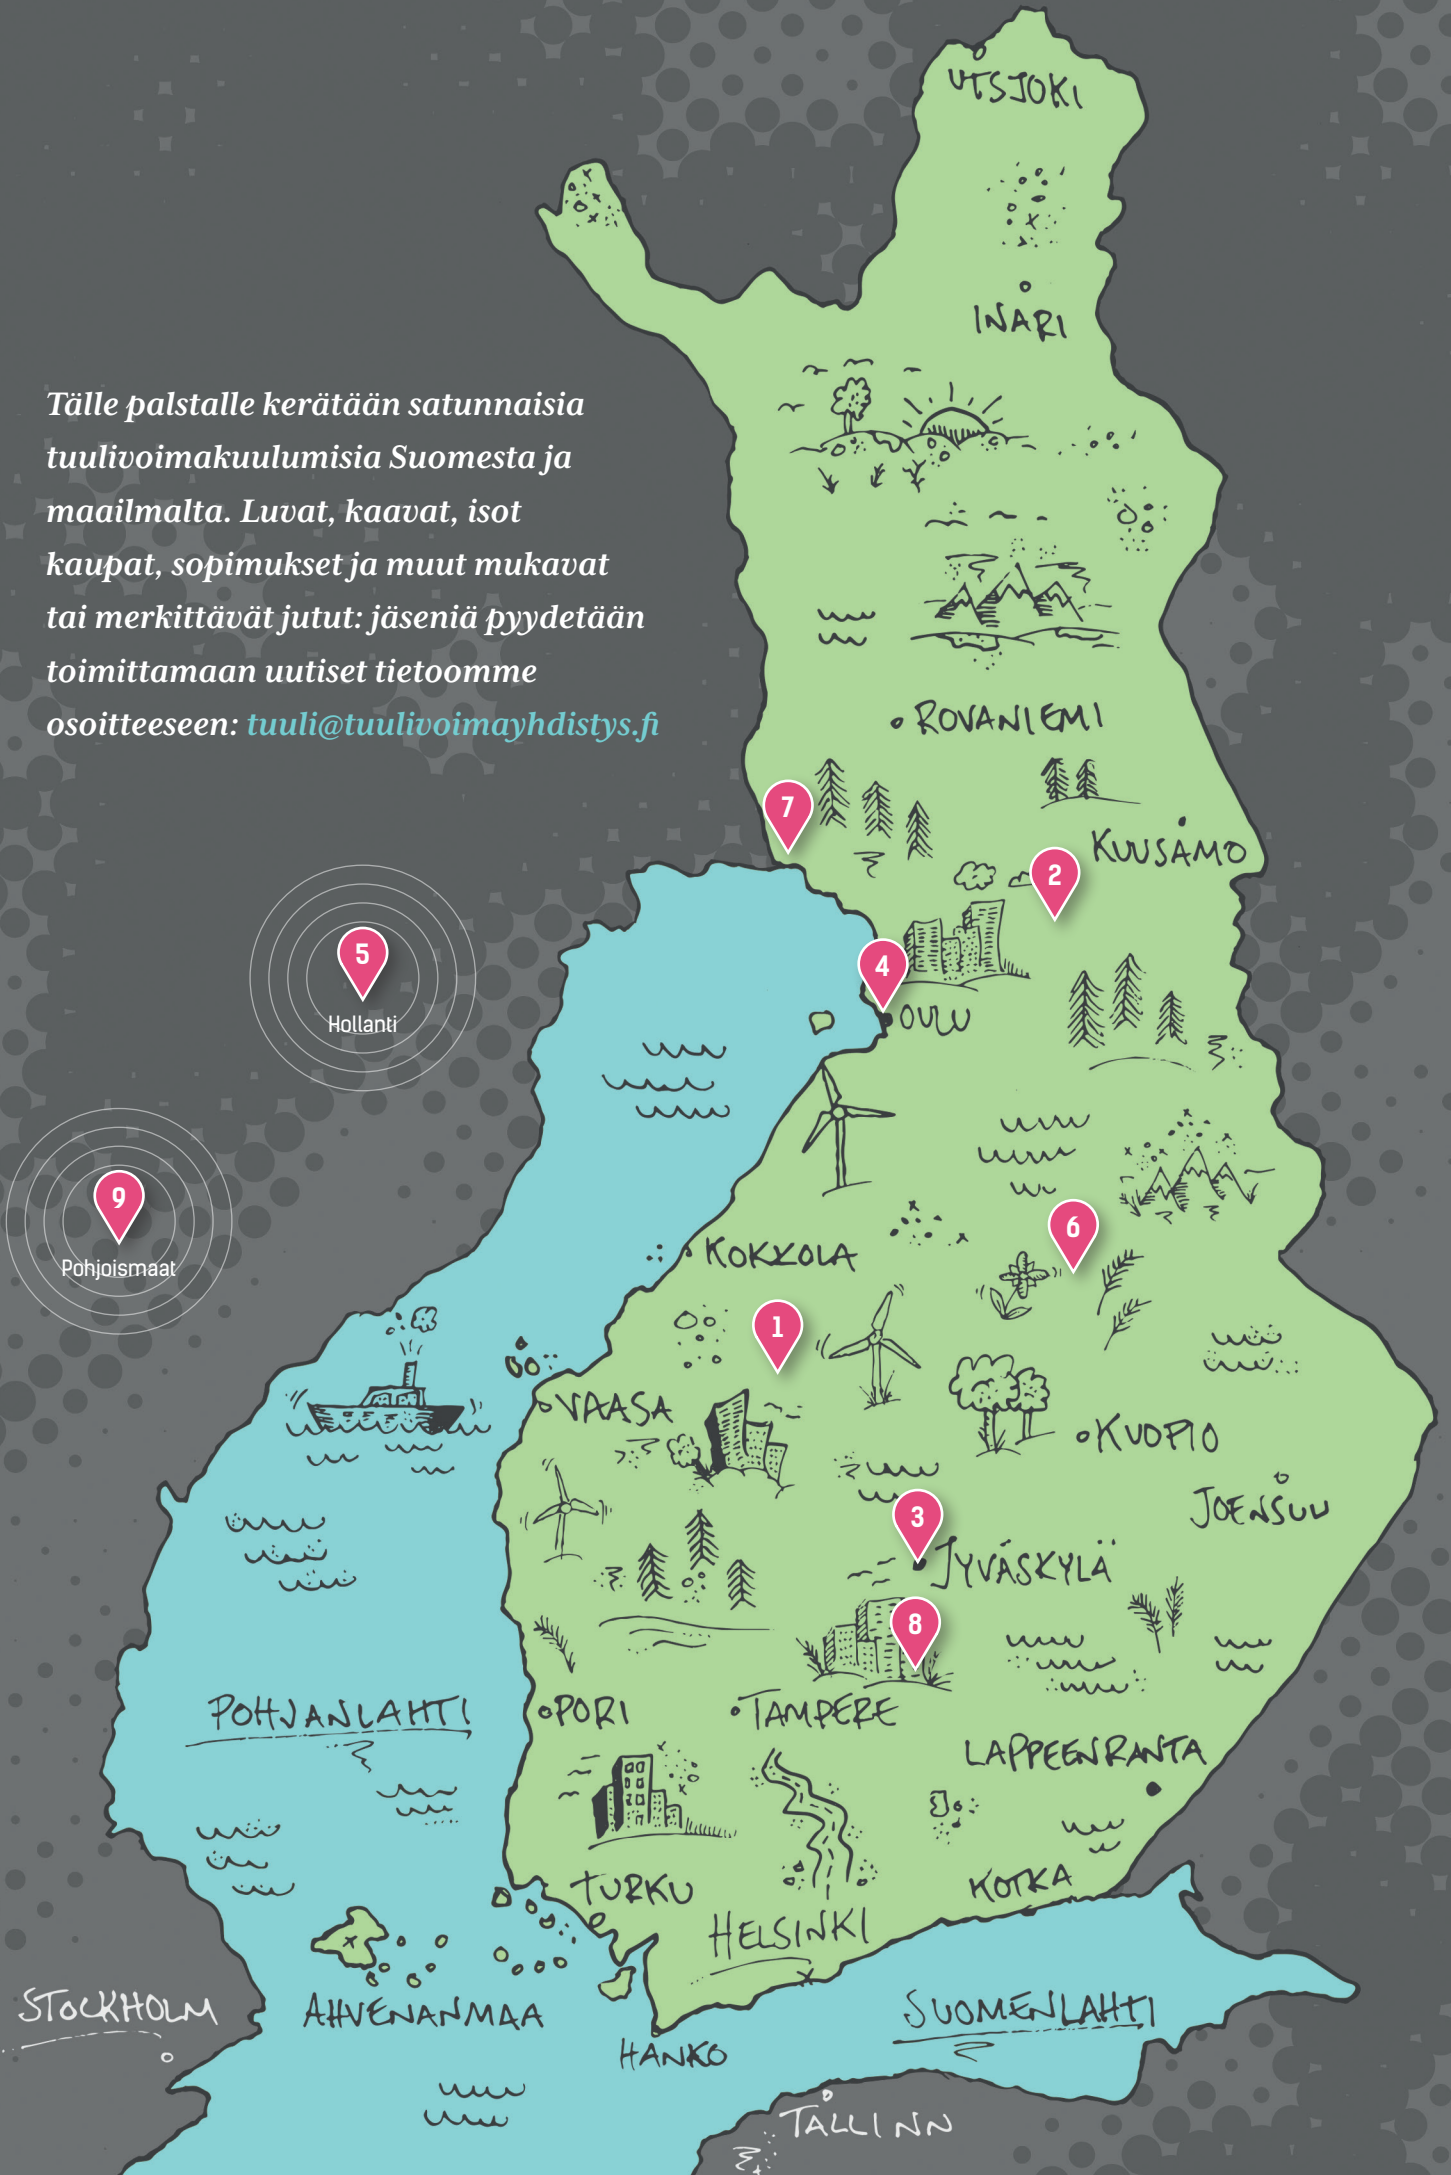 UTSJOKI
INARI
Tälle palstalle kerätään satunnaisia
tuulivoimakuulumisia Suomesta ja
maailmalta. Luvat, kaavat, isot
kaupat, sopimukset ja muut mukavat
tai merkittävät jutut: jäseniä pyydetään
toimittamaan uutiset tietoomme
osoitteeseen: tuuli@tuulivoimayhdistys.fi
ROVANIEMI
7
KUUSAMO
2
5
4
Hollanti
OULU
9
6
Pohjoismaat
KOKKOLA
1
VAASA
KUOPIO
JOENSUU
3
JYVÄSKYLÄ
8
POHJANLAHTI
PORI
TAMPERE
LAPPEENRANTA
TURKU
KOTKA
HELSINKI
STOCKHOLM
AHVENANMAA
SUOMENLAHTI
HANKO
TALLINN